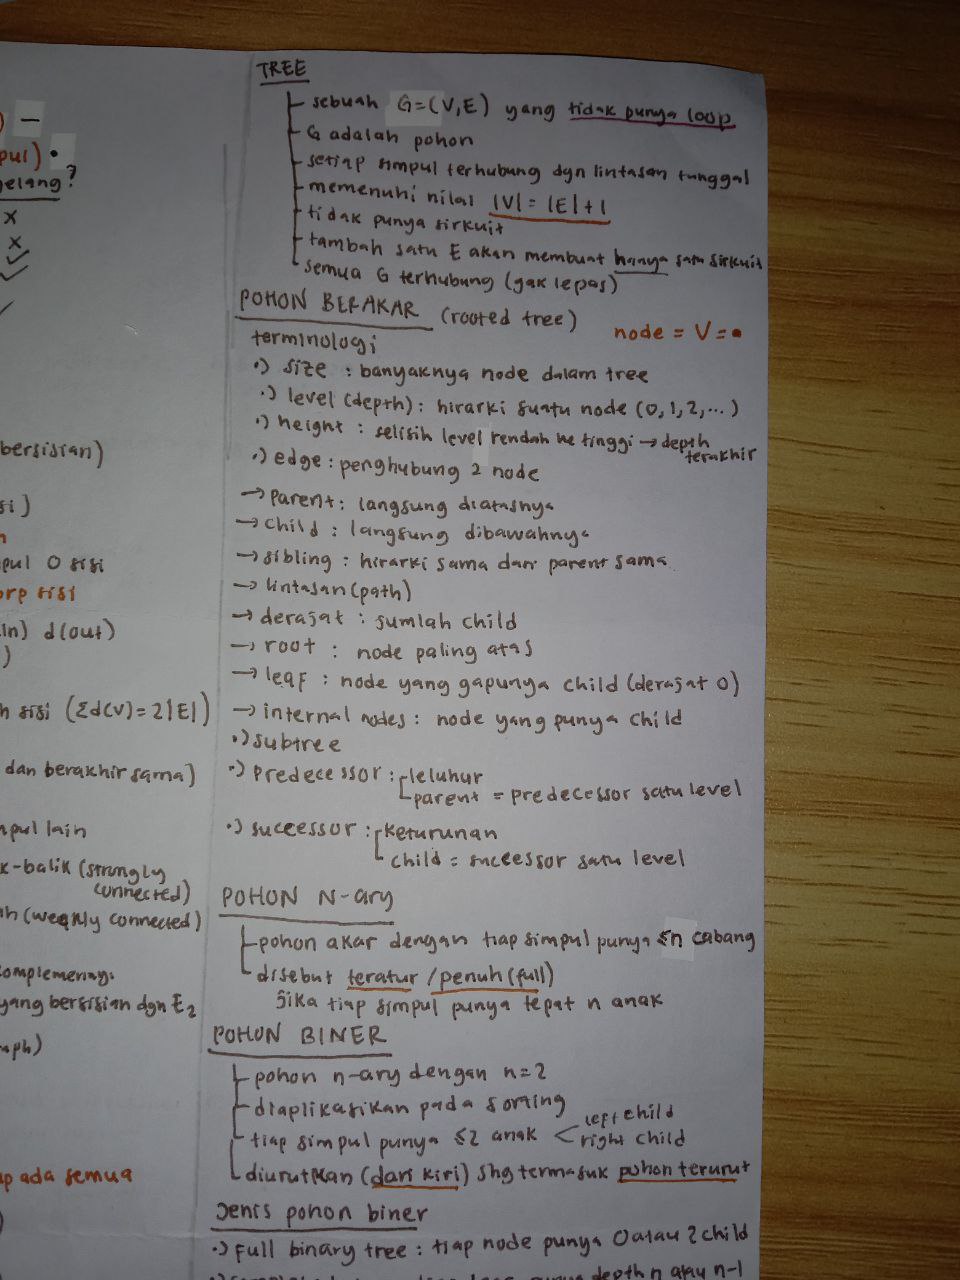 ) —
pul) •
gelang?
x
x
✓
✓
bersisian)
si)
n
pul 0 sisi
orp sisi
in) d(out)
)
h sisi (Σd(v)=2|E|)
dan berakhir sama)
mpul lain
k-balik (strongly
connected)
ah (weakly connected)
omplemennya
yang bersisian dgn E2
aph)
ap ada semua
TREE
sebuah G=(V,E) yang tidak punya loop
G adalah pohon
setiap simpul terhubung dgn lintasan tunggal
memenuhi nilai |V| = |E|+1
tidak punya sirkuit
tambah satu E akan membuat hanya satu sirkuit
semua G terhubung (gak lepas)
POHON BERAKAR (rooted tree)
node = V = •
terminologi
•) size : banyaknya node dalam tree
•) level (depth) : hirarki suatu node (0,1,2,...)
•) height : selisih level rendah ke tinggi → depth
terakhir
•) edge : penghubung 2 node
→ parent : langsung diatasnya
→ child : langsung dibawahnya
→ sibling : hirarki sama dan parent sama
→ lintasan (path)
→ derajat : jumlah child
→ root : node paling atas
→ leaf : node yang gapunya child (derajat 0)
→ internal nodes : node yang punya child
•) subtree
•) predecessor : leluhur
parent = predecessor satu level
•) successor : keturunan
child = successor satu level
POHON N-ary
pohon akar dengan tiap simpul punya ≤n cabang
disebut teratur / penuh (full)
jika tiap simpul punya tepat n anak
POHON BINER
pohon n-ary dengan n=2
diaplikasikan pada sorting
tiap simpul punya ≤2 anak < left child
right child
diurutkan (dari kiri) shg termasuk pohon terurut
Jenis pohon biner
•) Full binary tree : tiap node punya 0 atau 2 child
punya depth n atau n-1